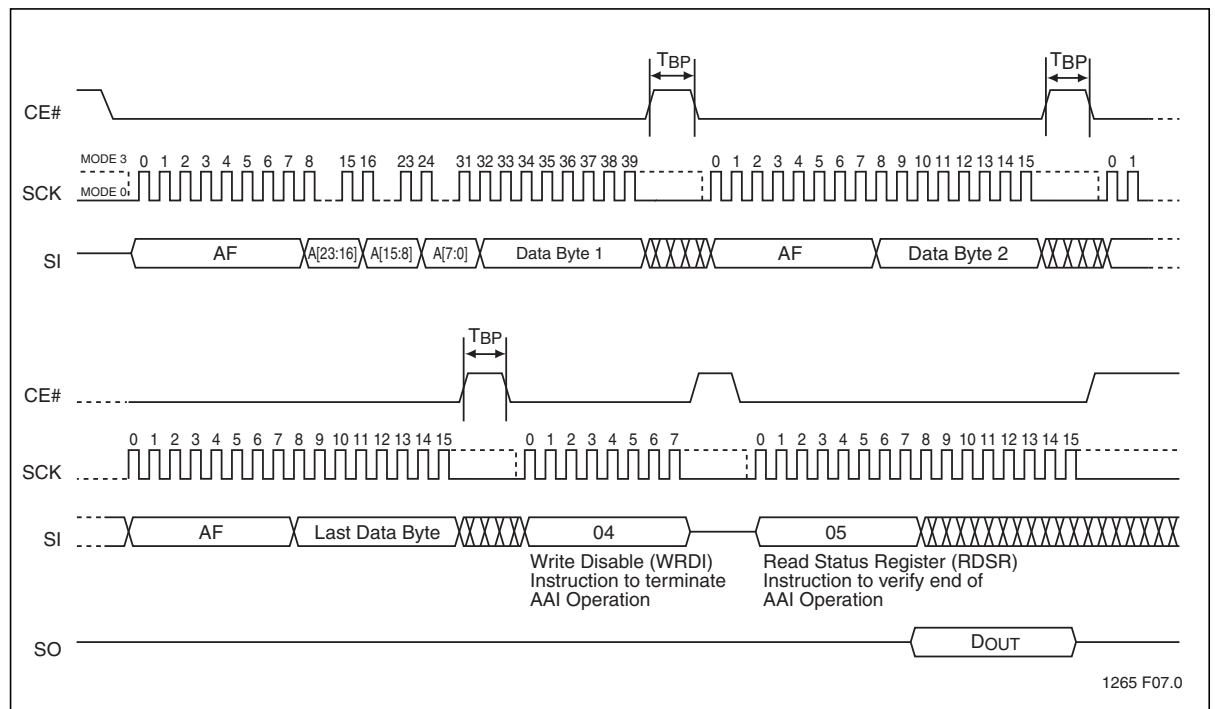 TBP TBP
CE#
MODE 3 0 1 2 3 4 5 6 7 8 15 16 23 24 31 32 33 34 35 36 37 38 39 0 1 2 3 4 5 6 7 8 9 10 11 12 13 14 15 0 1
SCK MODE 0
SI AF A[23:16] A[15:8] A[7:0] Data Byte 1 AF Data Byte 2
TBP
CE#
0 1 2 3 4 5 6 7 8 9 10 11 12 13 14 15 0 1 2 3 4 5 6 7 0 1 2 3 4 5 6 7 8 9 10 11 12 13 14 15
SCK
SI AF Last Data Byte 04 05
Write Disable (WRDI)
Instruction to terminate
AAI Operation
Read Status Register (RDSR)
Instruction to verify end of
AAI Operation
SO DOUT
1265 F07.0